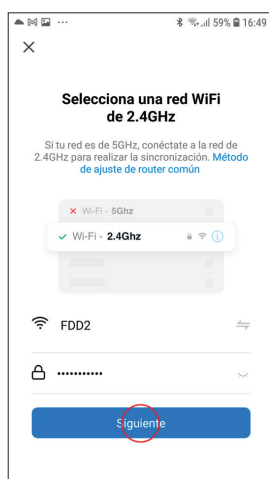 ... 59% 16:49
Selecciona una red WiFi
de 2.4GHz
Si tu red es de 5GHz, conéctate a la red de
2.4GHz para realizar la sincronización. Método
de ajuste de router común
Wi-Fi - 5Ghz
Wi-Fi - 2.4Ghz
FDD2
•••••••••••
Siguiente